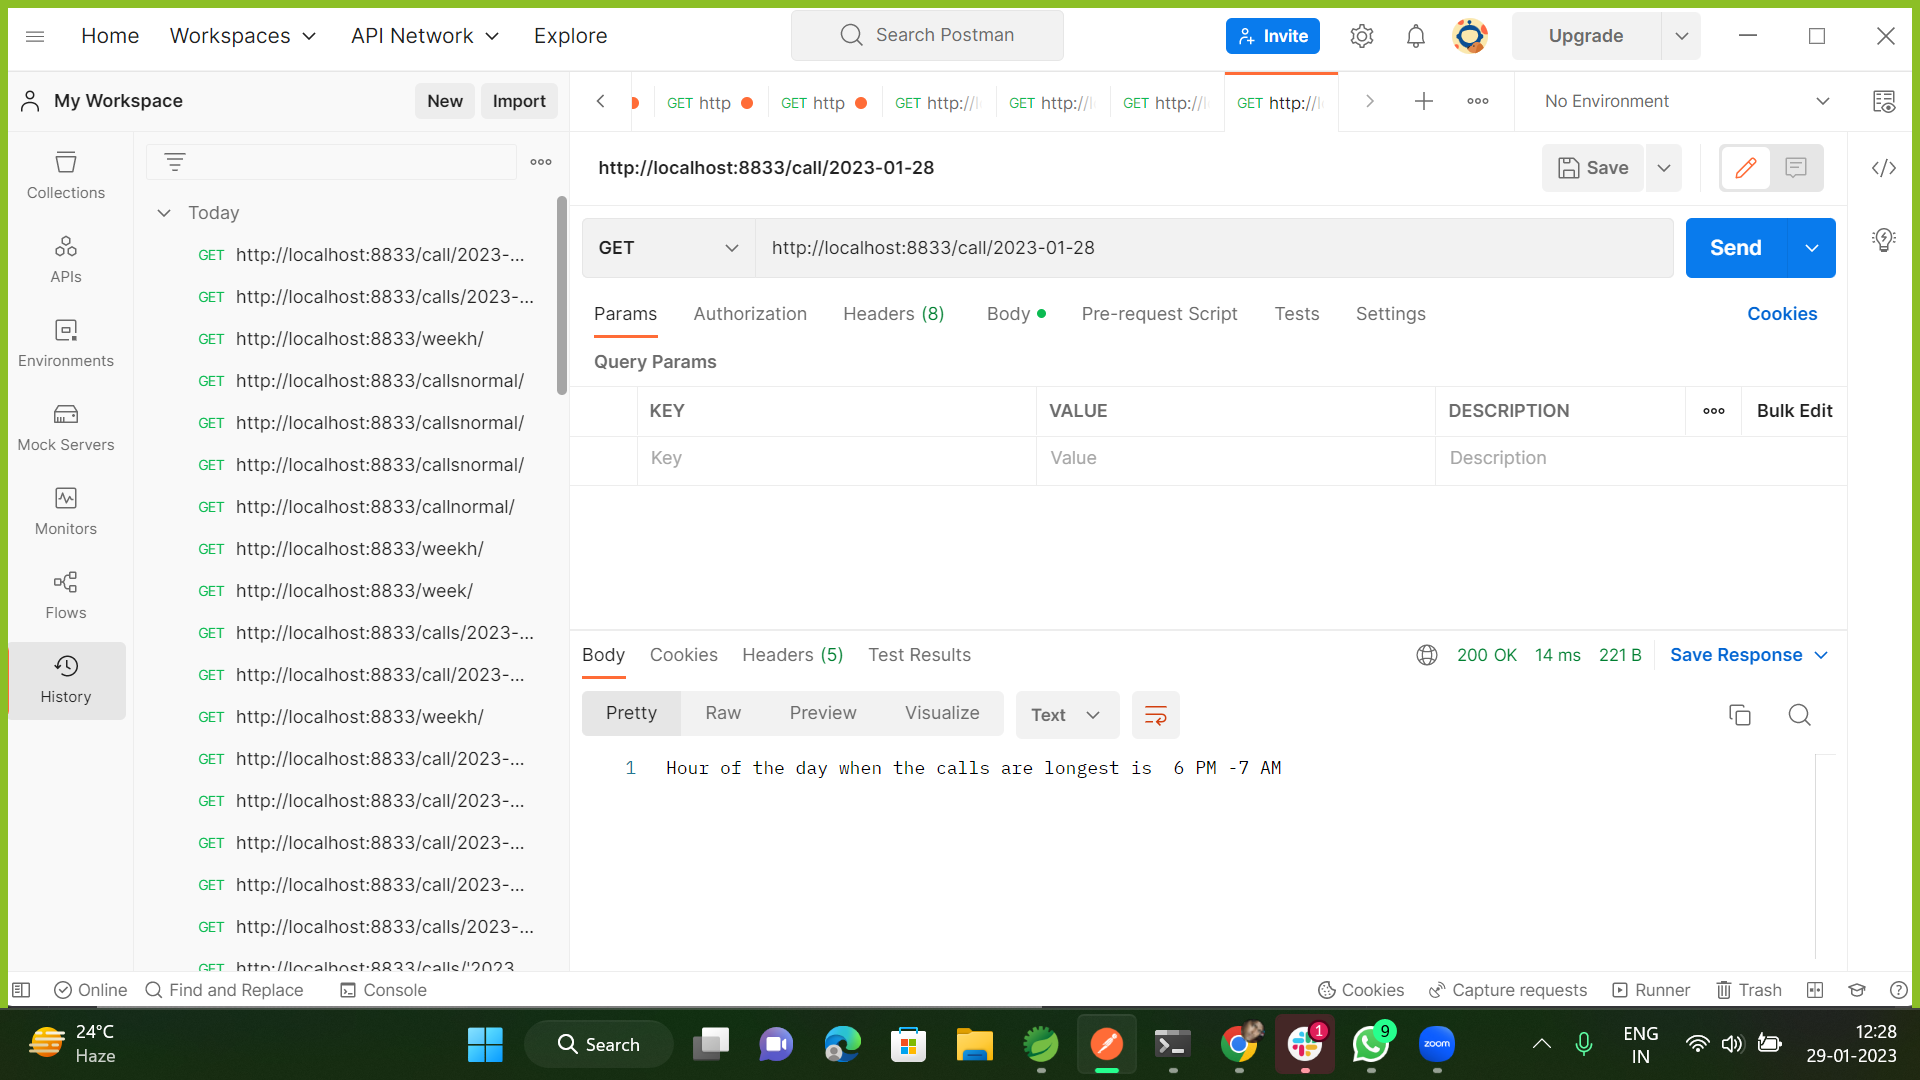 Home Workspaces API Network Explore Search Postman Invite Upgrade
My Workspace New Import
GET http GET http GET http://l GET http://l GET http://l GET http://l No Environment
Collections
APIs
Environments
Mock Servers
Monitors
Flows
History
Today
GET http://localhost:8833/call/2023-...
GET http://localhost:8833/calls/2023-...
GET http://localhost:8833/weekh/
GET http://localhost:8833/callsnormal/
GET http://localhost:8833/callsnormal/
GET http://localhost:8833/callsnormal/
GET http://localhost:8833/callnormal/
GET http://localhost:8833/weekh/
GET http://localhost:8833/week/
GET http://localhost:8833/calls/2023-...
GET http://localhost:8833/call/2023-...
GET http://localhost:8833/weekh/
GET http://localhost:8833/call/2023-...
GET http://localhost:8833/call/2023-...
GET http://localhost:8833/call/2023-...
GET http://localhost:8833/call/2023-...
GET http://localhost:8833/calls/2023-...
GET http://localhost:8833/calls/'2023
http://localhost:8833/call/2023-01-28 Save
GET http://localhost:8833/call/2023-01-28 Send
Params Authorization Headers (8) Body Pre-request Script Tests Settings Cookies
Query Params
KEY VALUE DESCRIPTION Bulk Edit
Key Value Description
Body Cookies Headers (5) Test Results 200 OK 14 ms 221 B Save Response
Pretty Raw Preview Visualize Text
1 Hour of the day when the calls are longest is  6 PM -7 AM
Online Find and Replace Console Cookies Capture requests Runner Trash
24°C
Haze
Search
zoom
1
9
ENG
IN
12:28
29-01-2023